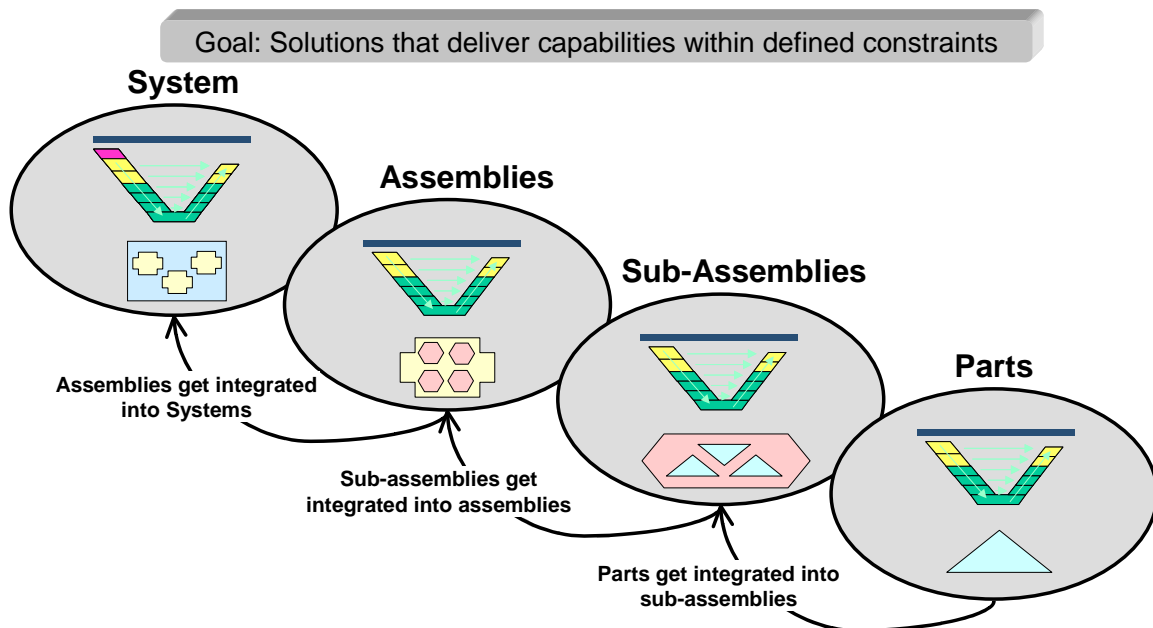 Goal: Solutions that deliver capabilities within defined constraints
System
Assemblies
Sub-Assemblies
Parts
Assemblies get integrated
into Systems
Sub-assemblies get
integrated into assemblies
Parts get integrated into
sub-assemblies